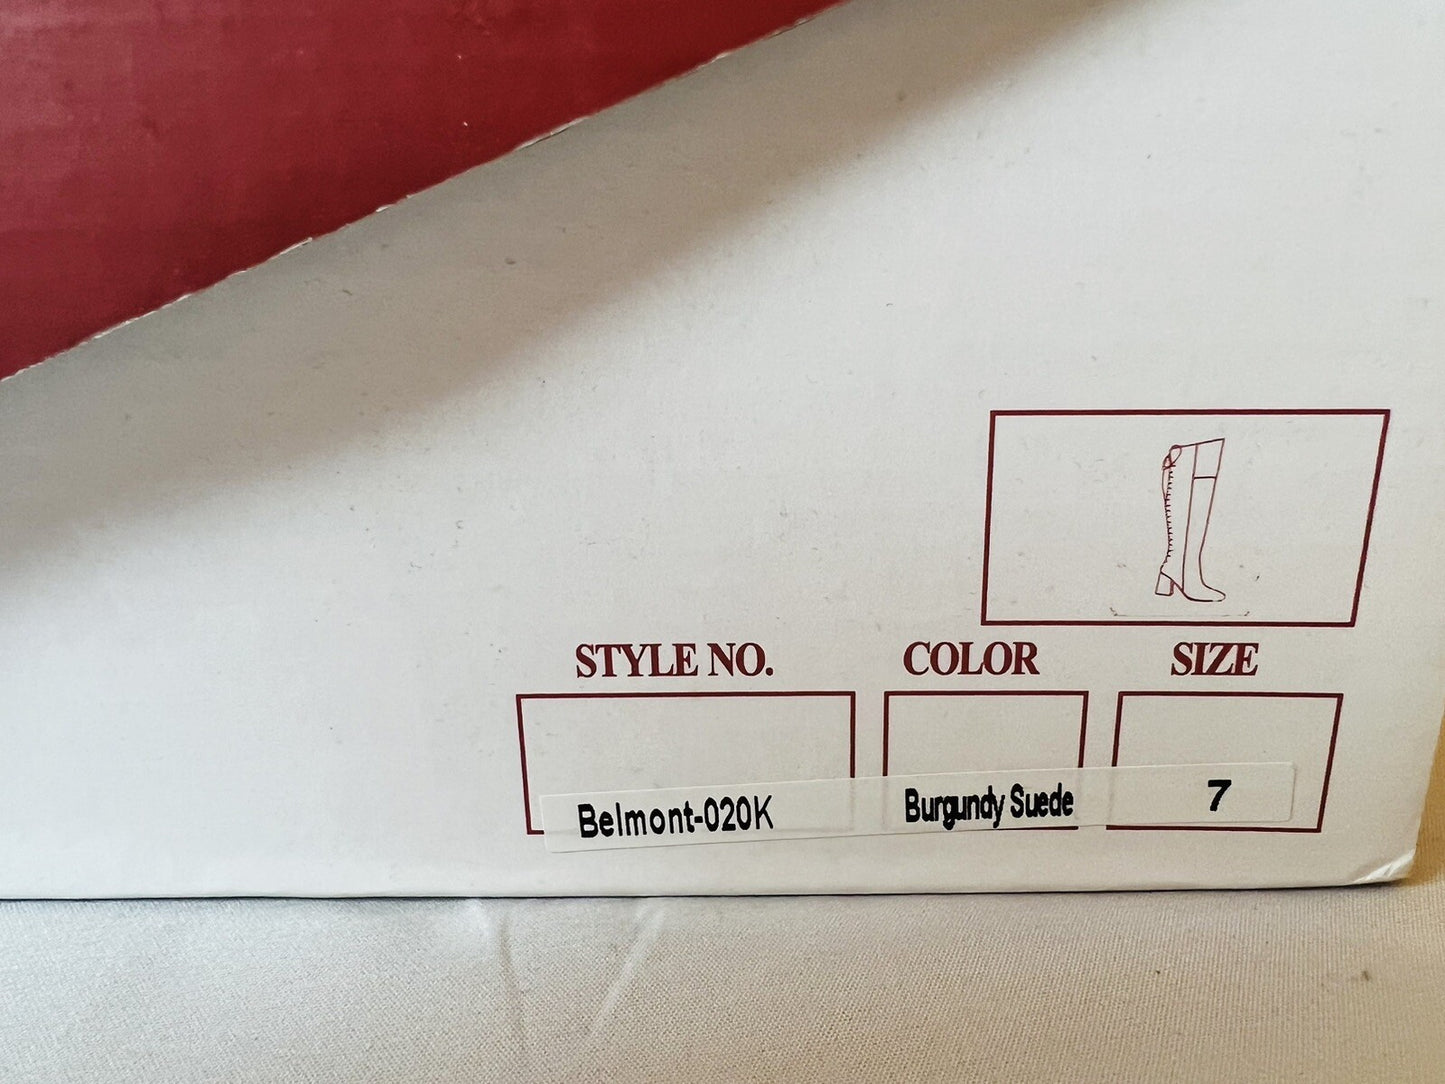 STYLE NO. COLOR SIZE
Belmont-020K Burgundy Suede 7